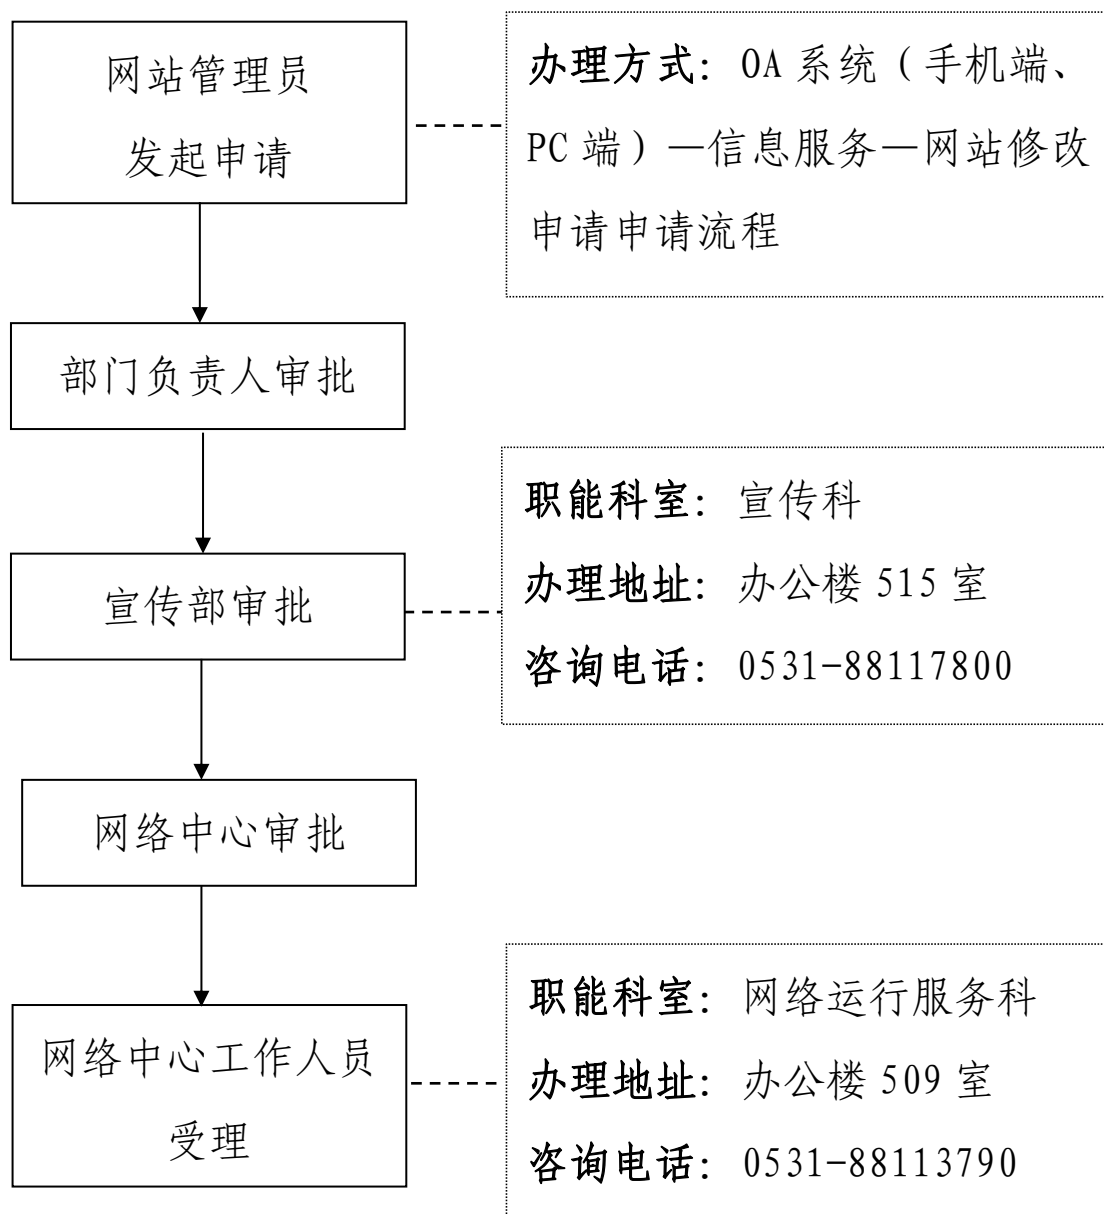 网站管理员
发起申请
办理方式：OA 系统（手机端、
PC 端）—信息服务—网站修改
申请申请流程
部门负责人审批
宣传部审批
职能科室：宣传科
办理地址：办公楼 515 室
咨询电话：0531-88117800
网络中心审批
网络中心工作人员
受理
职能科室：网络运行服务科
办理地址：办公楼 509 室
咨询电话：0531-88113790